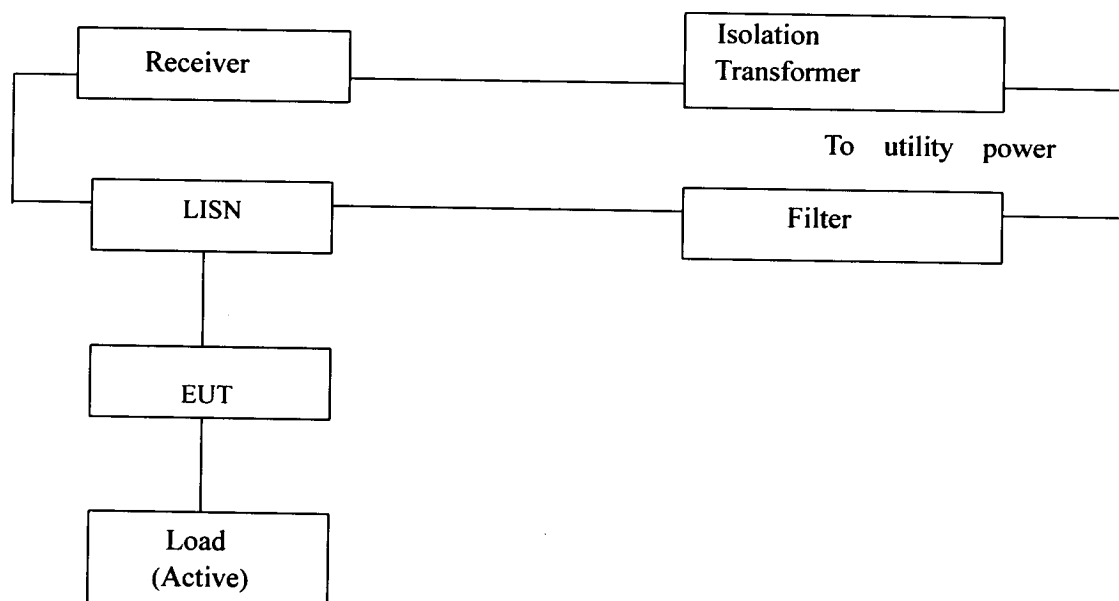 Receiver
Isolation
Transformer
To utility power
LISN
Filter
EUT
Load
(Active)